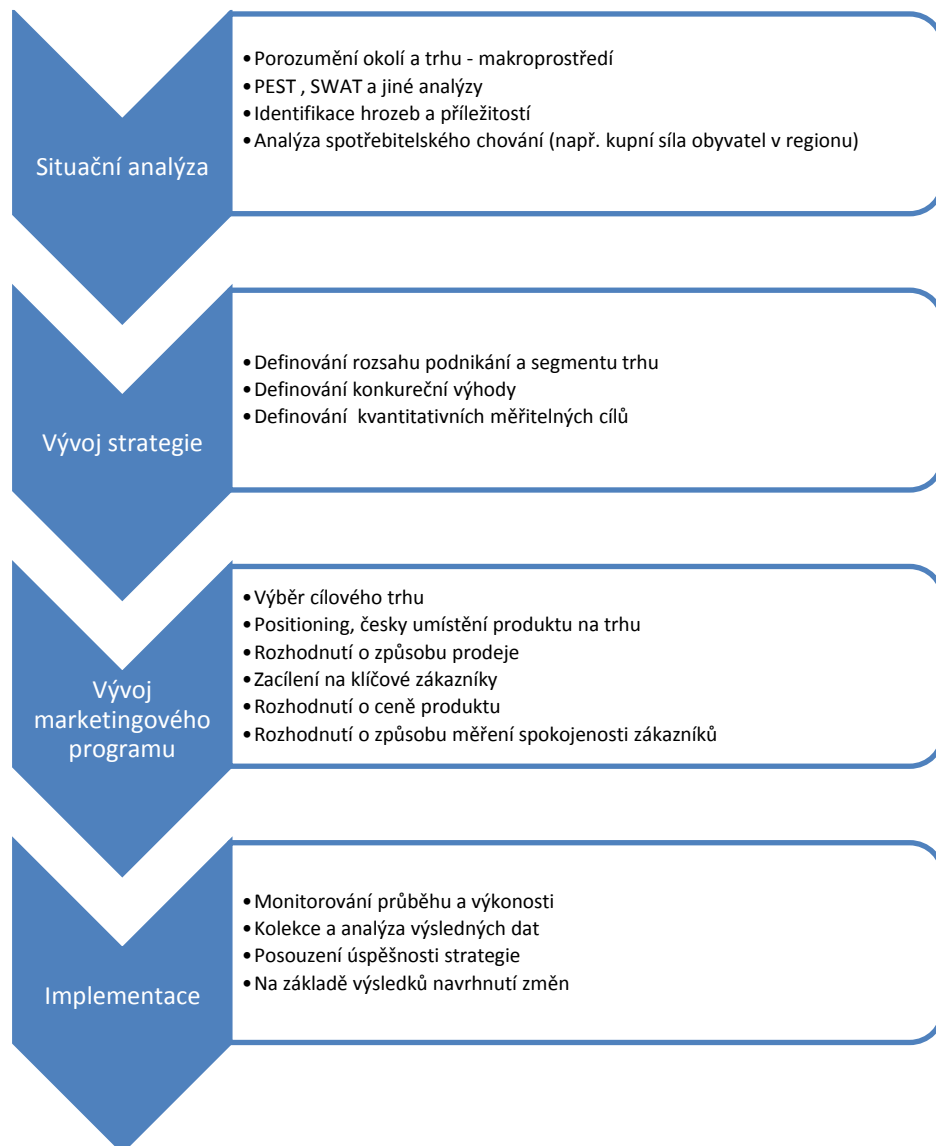 Situační analýza
•Porozumění okolí a trhu - makroprostředí
•PEST , SWAT a jiné analýzy
•Identifikace hrozeb a příležitostí
•Analýza spotřebitelského chování (např. kupní síla obyvatel v regionu)
Vývoj strategie
•Definování rozsahu podnikání a segmentu trhu
•Definování konkureční výhody
•Definování  kvantitativních měřitelných cílů
Vývoj
marketingového
programu
•Výběr cílového trhu
•Positioning, česky umístění produktu na trhu
•Rozhodnutí o způsobu prodeje
•Zacílení na klíčové zákazníky
•Rozhodnutí o ceně produktu
•Rozhodnutí o způsobu měření spokojenosti zákazníků
Implementace
•Monitorování průběhu a výkonosti
•Kolekce a analýza výsledných dat
•Posouzení úspěšnosti strategie
•Na základě výsledků navrhnutí změn